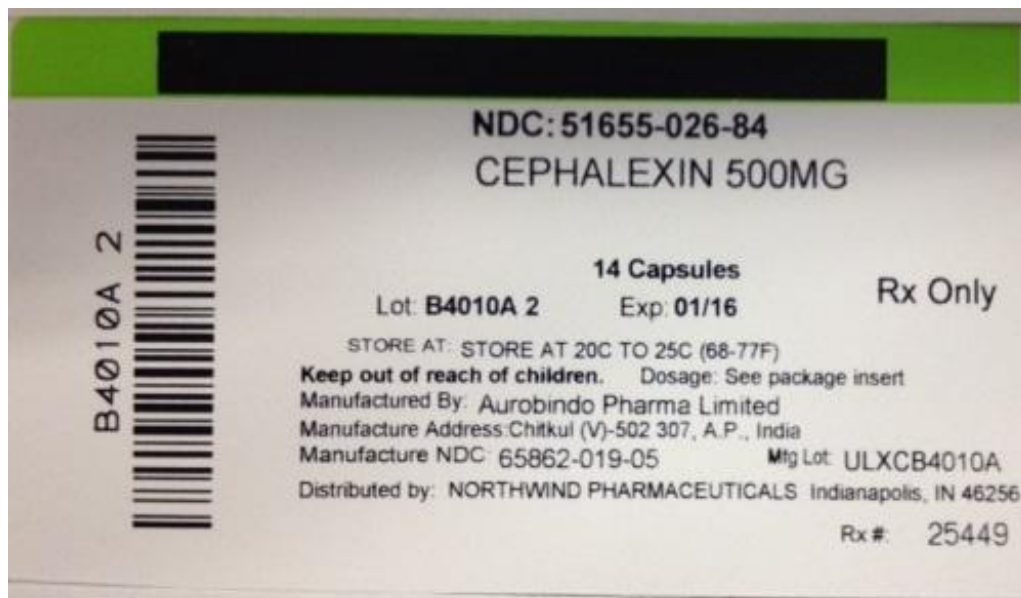 NDC: 51655-026-84
CEPHALEXIN 500MG
14 Capsules
Rx Only
Lot: B4010A 2 Exp: 01/16
STORE AT: STORE AT 20C TO 25C (68-77F)
Keep out of reach of children. Dosage: See package insert
Manufactured By: Aurobindo Pharma Limited
Manufacture Address:Chitkul (V)-502 307, A.P., India
Manufacture NDC: 65862-019-05 Mfg Lot: ULXCB4010A
Distributed by: NORTHWIND PHARMACEUTICALS Indianapolis, IN 46256
Rx #: 25449
B4010A 2